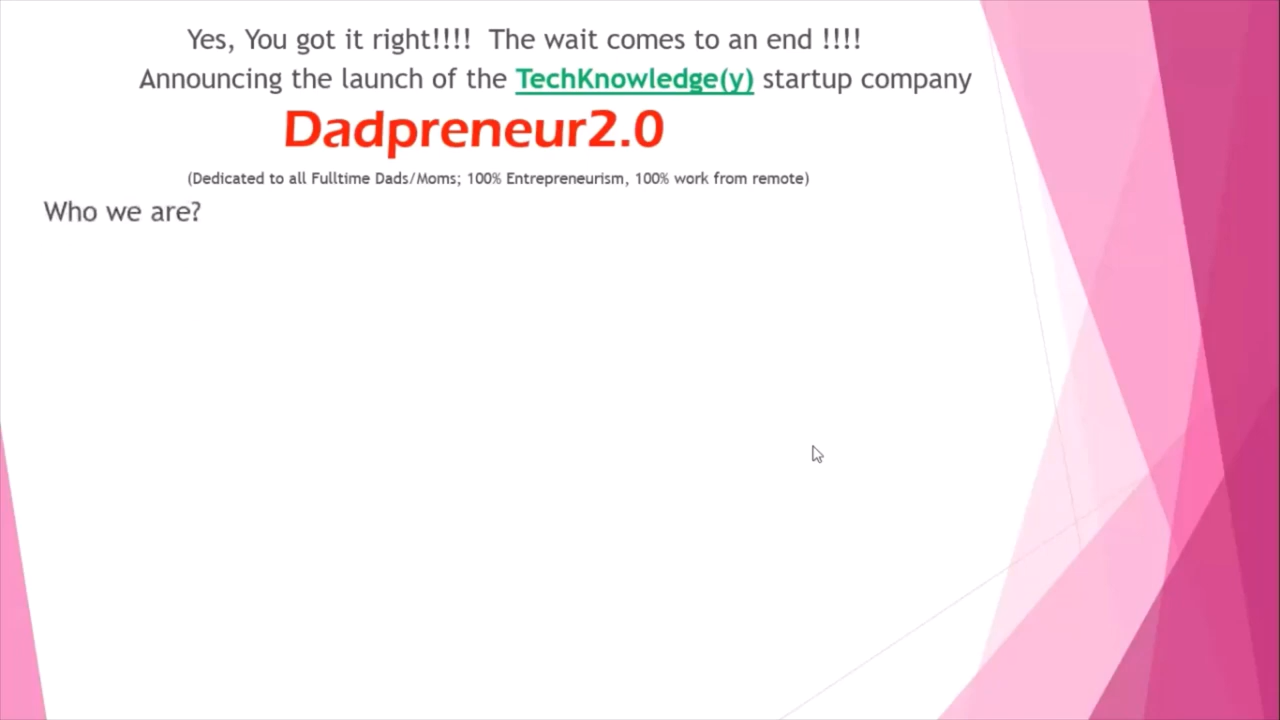 Yes, You got it right!!!! The wait comes to an end !!!!
Announcing the launch of the TechKnowledge(y) startup company
Dadpreneur2.0
(Dedicated to all Fulltime Dads/Moms; 100% Entrepreneurism, 100% work from remote)
Who we are?